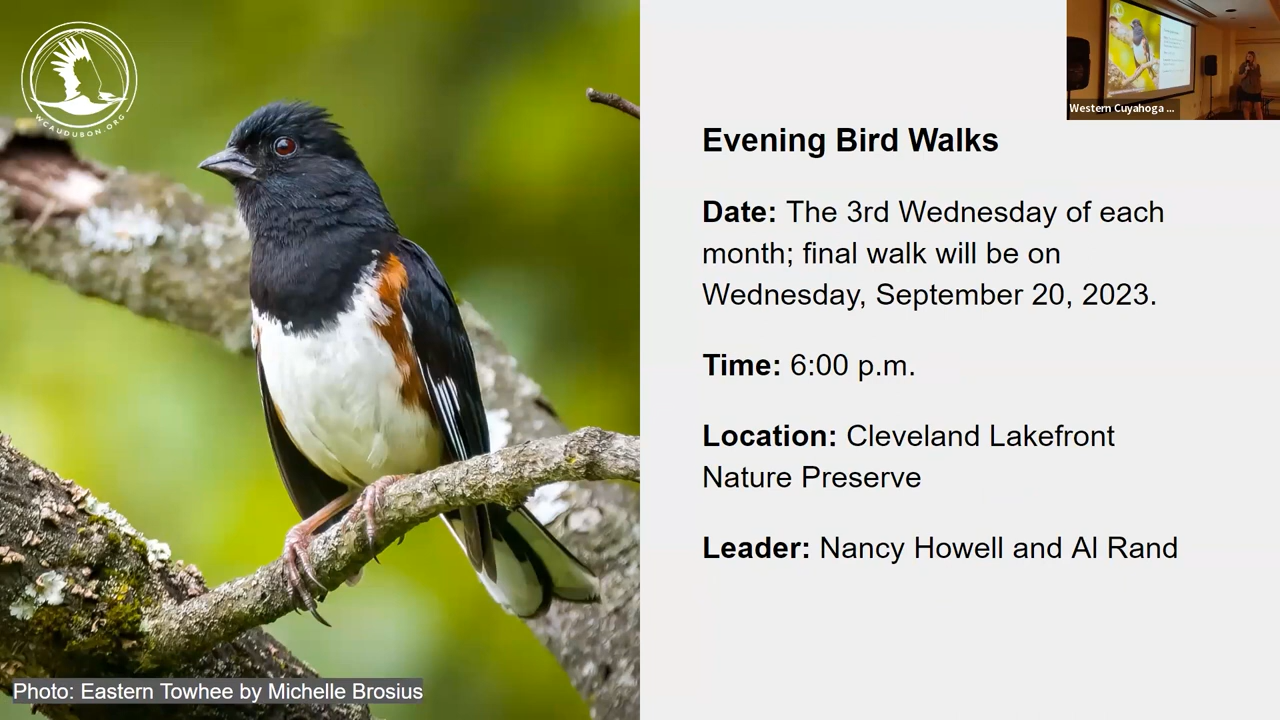 WCAUDUBON.ORG
Western Cuyahoga ...
Evening Bird Walks
Date: The 3rd Wednesday of each
month; final walk will be on
Wednesday, September 20, 2023.
Time: 6:00 p.m.
Location: Cleveland Lakefront
Nature Preserve
Leader: Nancy Howell and Al Rand
Photo: Eastern Towhee by Michelle Brosius